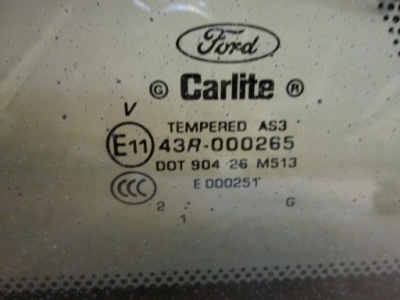 Ford
G Carlite ®
V
TEMPERED AS3
E11 43R-000265
DOT 904 26 M513
CCC E 000251
2 G
1